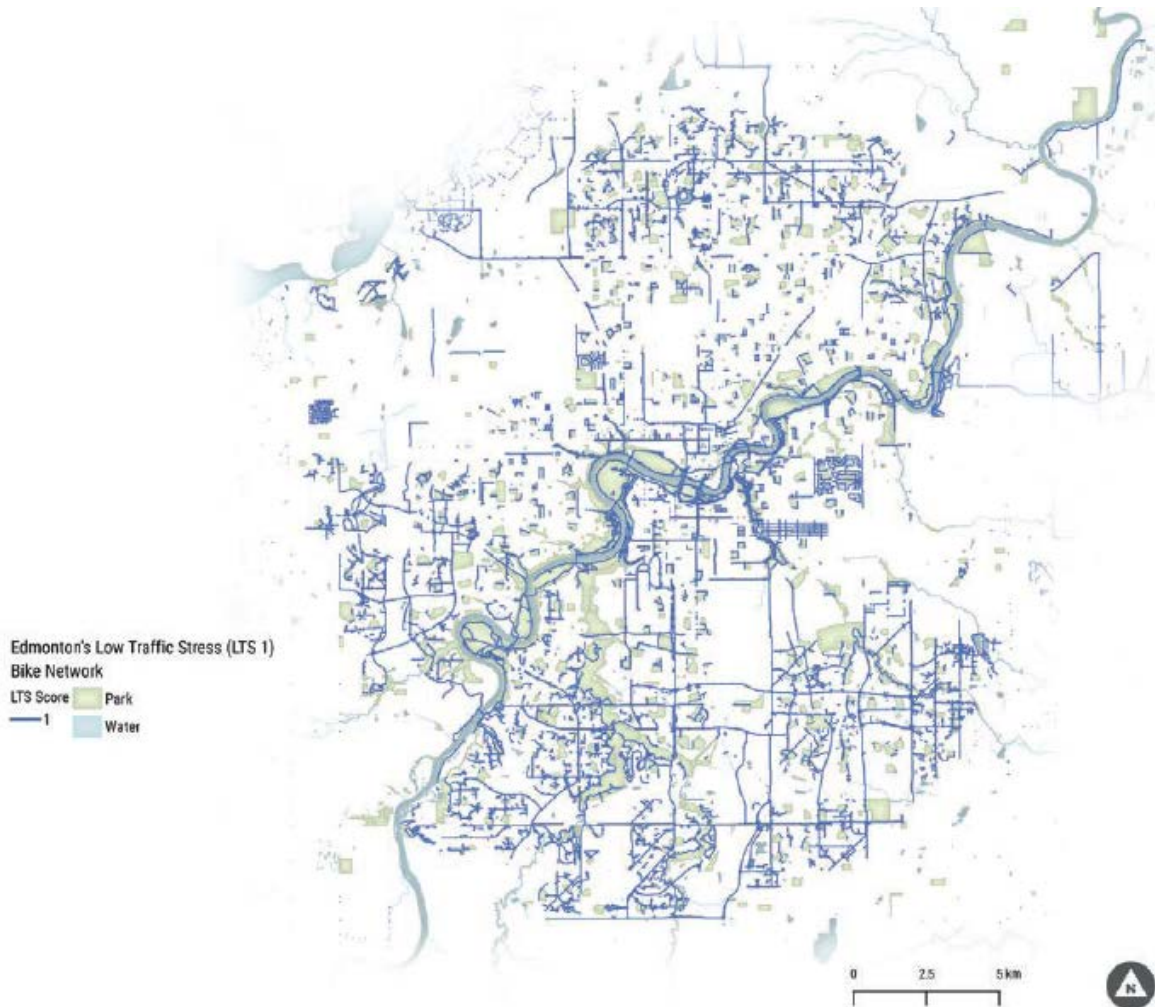 Edmonton's Low Traffic Stress (LTS 1)
Bike Network
LTS Score Park
1 Water
0 2.5 5 km
N